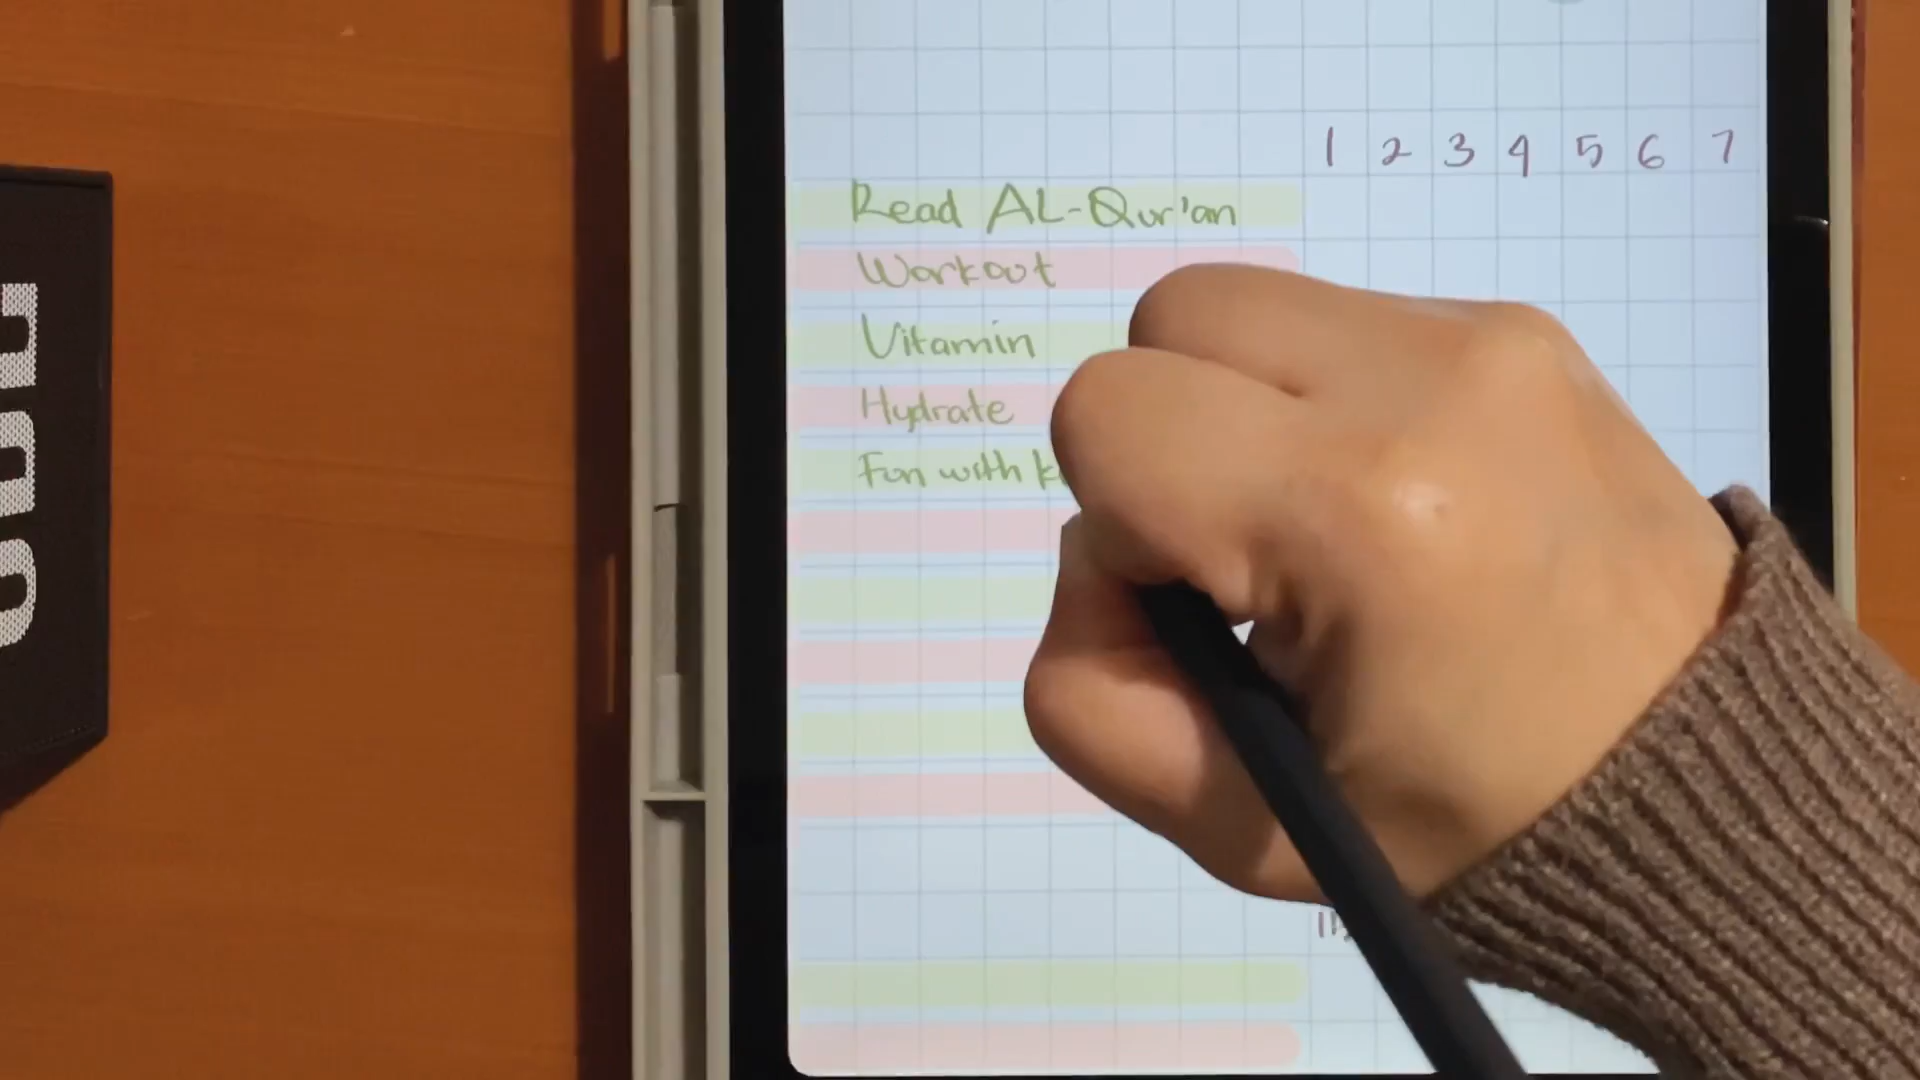 1 2 3 4 5 6 7
Read AL-Qur'an
Workout
Vitamin
Hydrate
Fun with